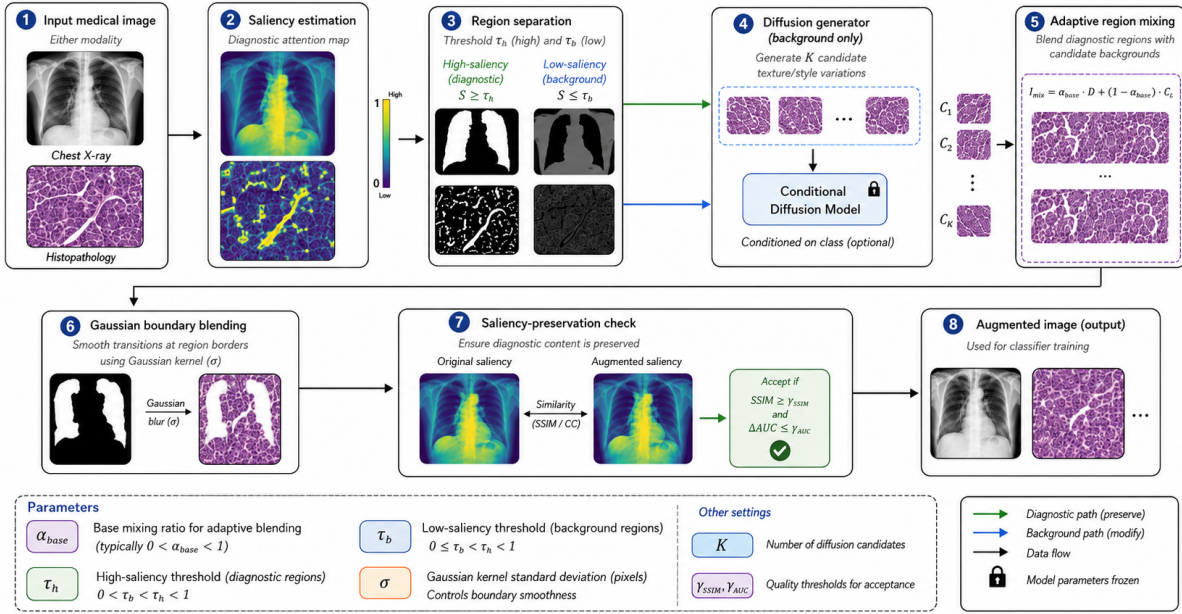 1 Input medical image
Either modality
Chest X-ray
Histopathology
2 Saliency estimation
Diagnostic attention map
High
1
0
Low
3 Region separation
Threshold τh (high) and τb (low)
High-saliency
(diagnostic)
S ≥ τh
Low-saliency
(background)
S ≤ τb
4 Diffusion generator
(background only)
Generate K candidate
texture/style variations
...
Conditional
Diffusion Model
Conditioned on class (optional)
C1
C2
⋮
CK
5 Adaptive region mixing
Blend diagnostic regions with
candidate backgrounds
Imix = αbase · D + (1 − αbase) · CL
...
6 Gaussian boundary blending
Smooth transitions at region borders
using Gaussian kernel (σ)
Gaussian
blur (σ)
7 Saliency-preservation check
Ensure diagnostic content is preserved
Original saliency
Augmented saliency
Similarity
(SSIM / CC)
Accept if
SSIM ≥ γSSIM
and
ΔAUC ≤ γAUC
8 Augmented image (output)
Used for classifier training
...
Parameters
αbase
Base mixing ratio for adaptive blending
(typically 0 < αbase < 1)
τh
High-saliency threshold (diagnostic regions)
0 < τb < τh < 1
τb
Low-saliency threshold (background regions)
0 ≤ τb < τh < 1
σ
Gaussian kernel standard deviation (pixels)
Controls boundary smoothness
Other settings
K
Number of diffusion candidates
γSSIM, γAUC
Quality thresholds for acceptance
Diagnostic path (preserve)
Background path (modify)
Data flow
Model parameters frozen